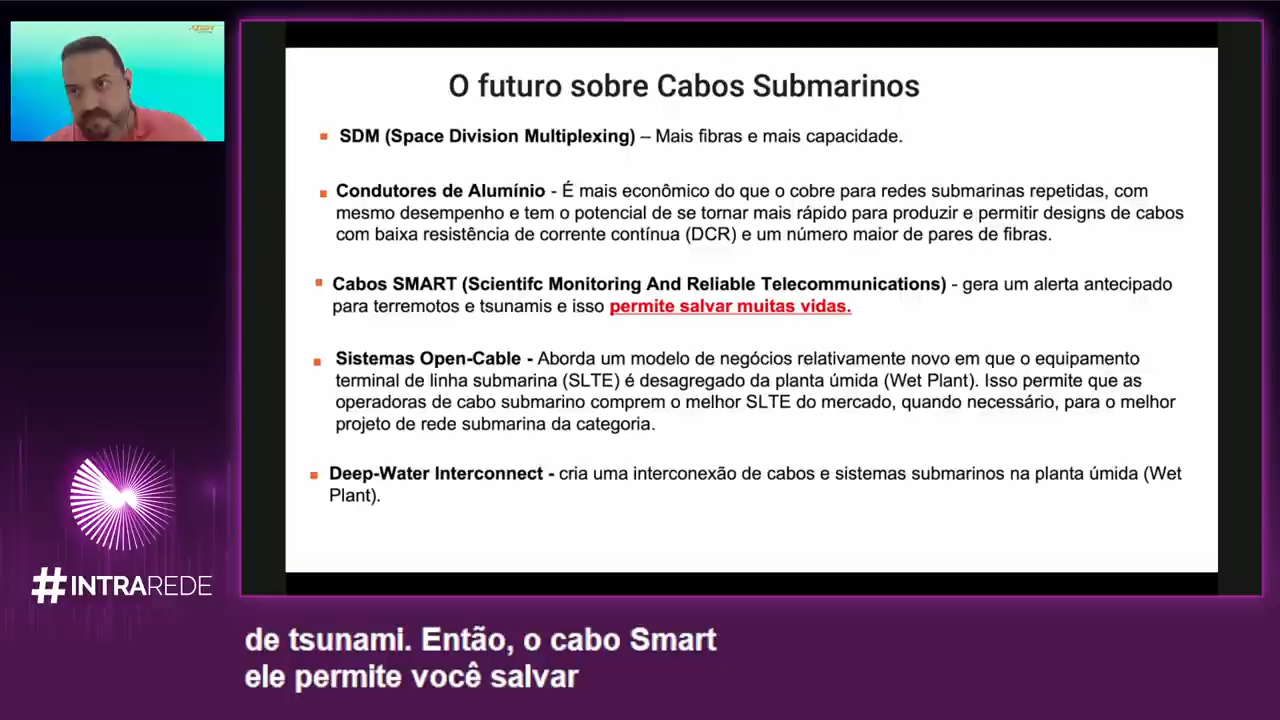 O futuro sobre Cabos Submarinos
SDM (Space Division Multiplexing) – Mais fibras e mais capacidade.
Condutores de Alumínio - É mais econômico do que o cobre para redes submarinas repetidas, com
mesmo desempenho e tem o potencial de se tornar mais rápido para produzir e permitir designs de cabos
com baixa resistência de corrente contínua (DCR) e um número maior de pares de fibras.
Cabos SMART (Scientifc Monitoring And Reliable Telecommunications) - gera um alerta antecipado
para terremotos e tsunamis e isso permite salvar muitas vidas.
Sistemas Open-Cable - Aborda um modelo de negócios relativamente novo em que o equipamento
terminal de linha submarina (SLTE) é desagregado da planta úmida (Wet Plant). Isso permite que as
operadoras de cabo submarino comprem o melhor SLTE do mercado, quando necessário, para o melhor
projeto de rede submarina da categoria.
Deep-Water Interconnect - cria uma interconexão de cabos e sistemas submarinos na planta úmida (Wet
Plant).
#INTRAREDE
de tsunami. Então, o cabo Smart
ele permite você salvar